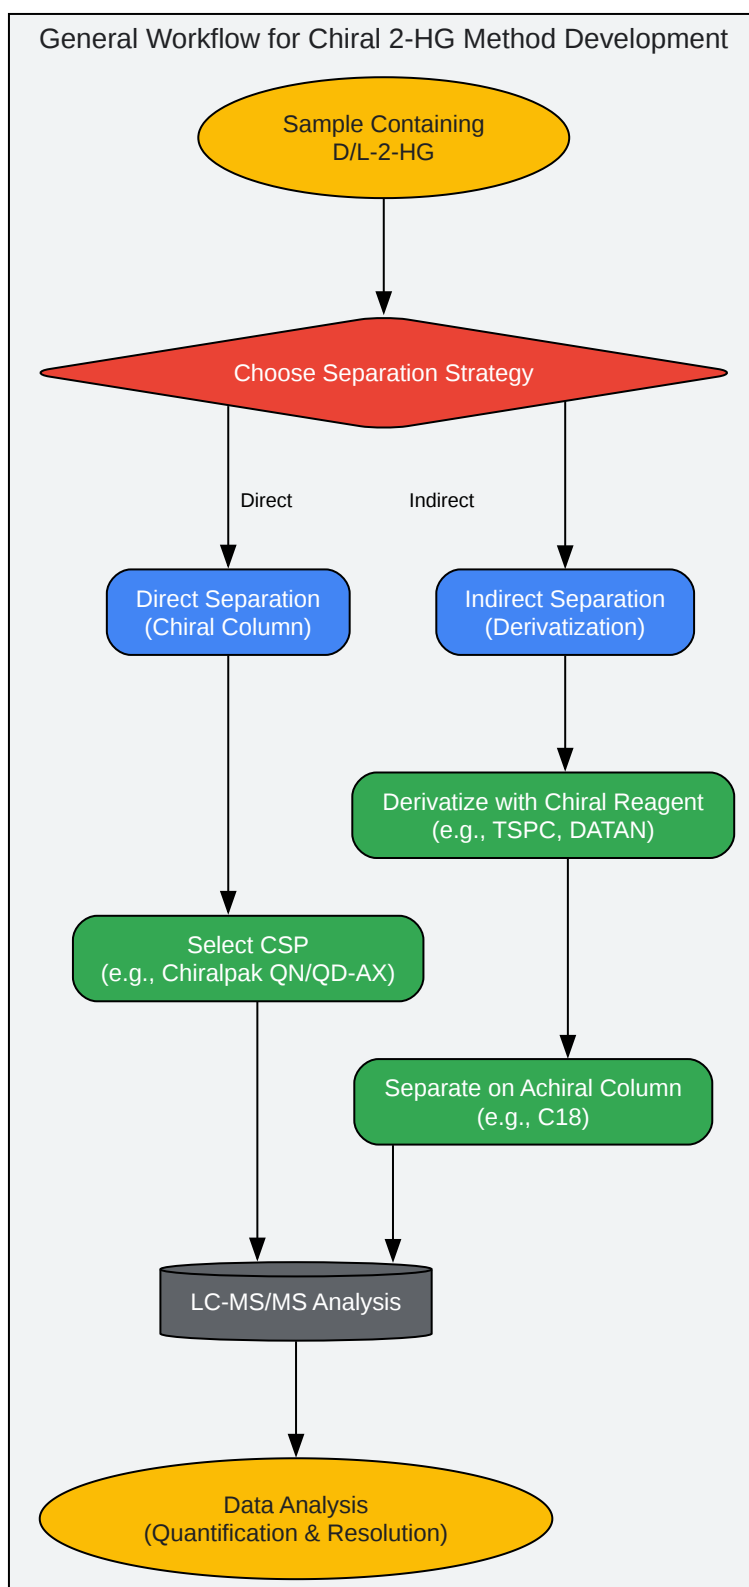 General Workflow for Chiral 2-HG Method Development
Sample Containing
D/L-2-HG
Choose Separation Strategy
Direct
Indirect
Direct Separation
(Chiral Column)
Indirect Separation
(Derivatization)
Derivatize with Chiral Reagent
(e.g., TSPC, DATAN)
Select CSP
(e.g., Chiralpak QN/QD-AX)
Separate on Achiral Column
(e.g., C18)
LC-MS/MS Analysis
Data Analysis
(Quantification & Resolution)